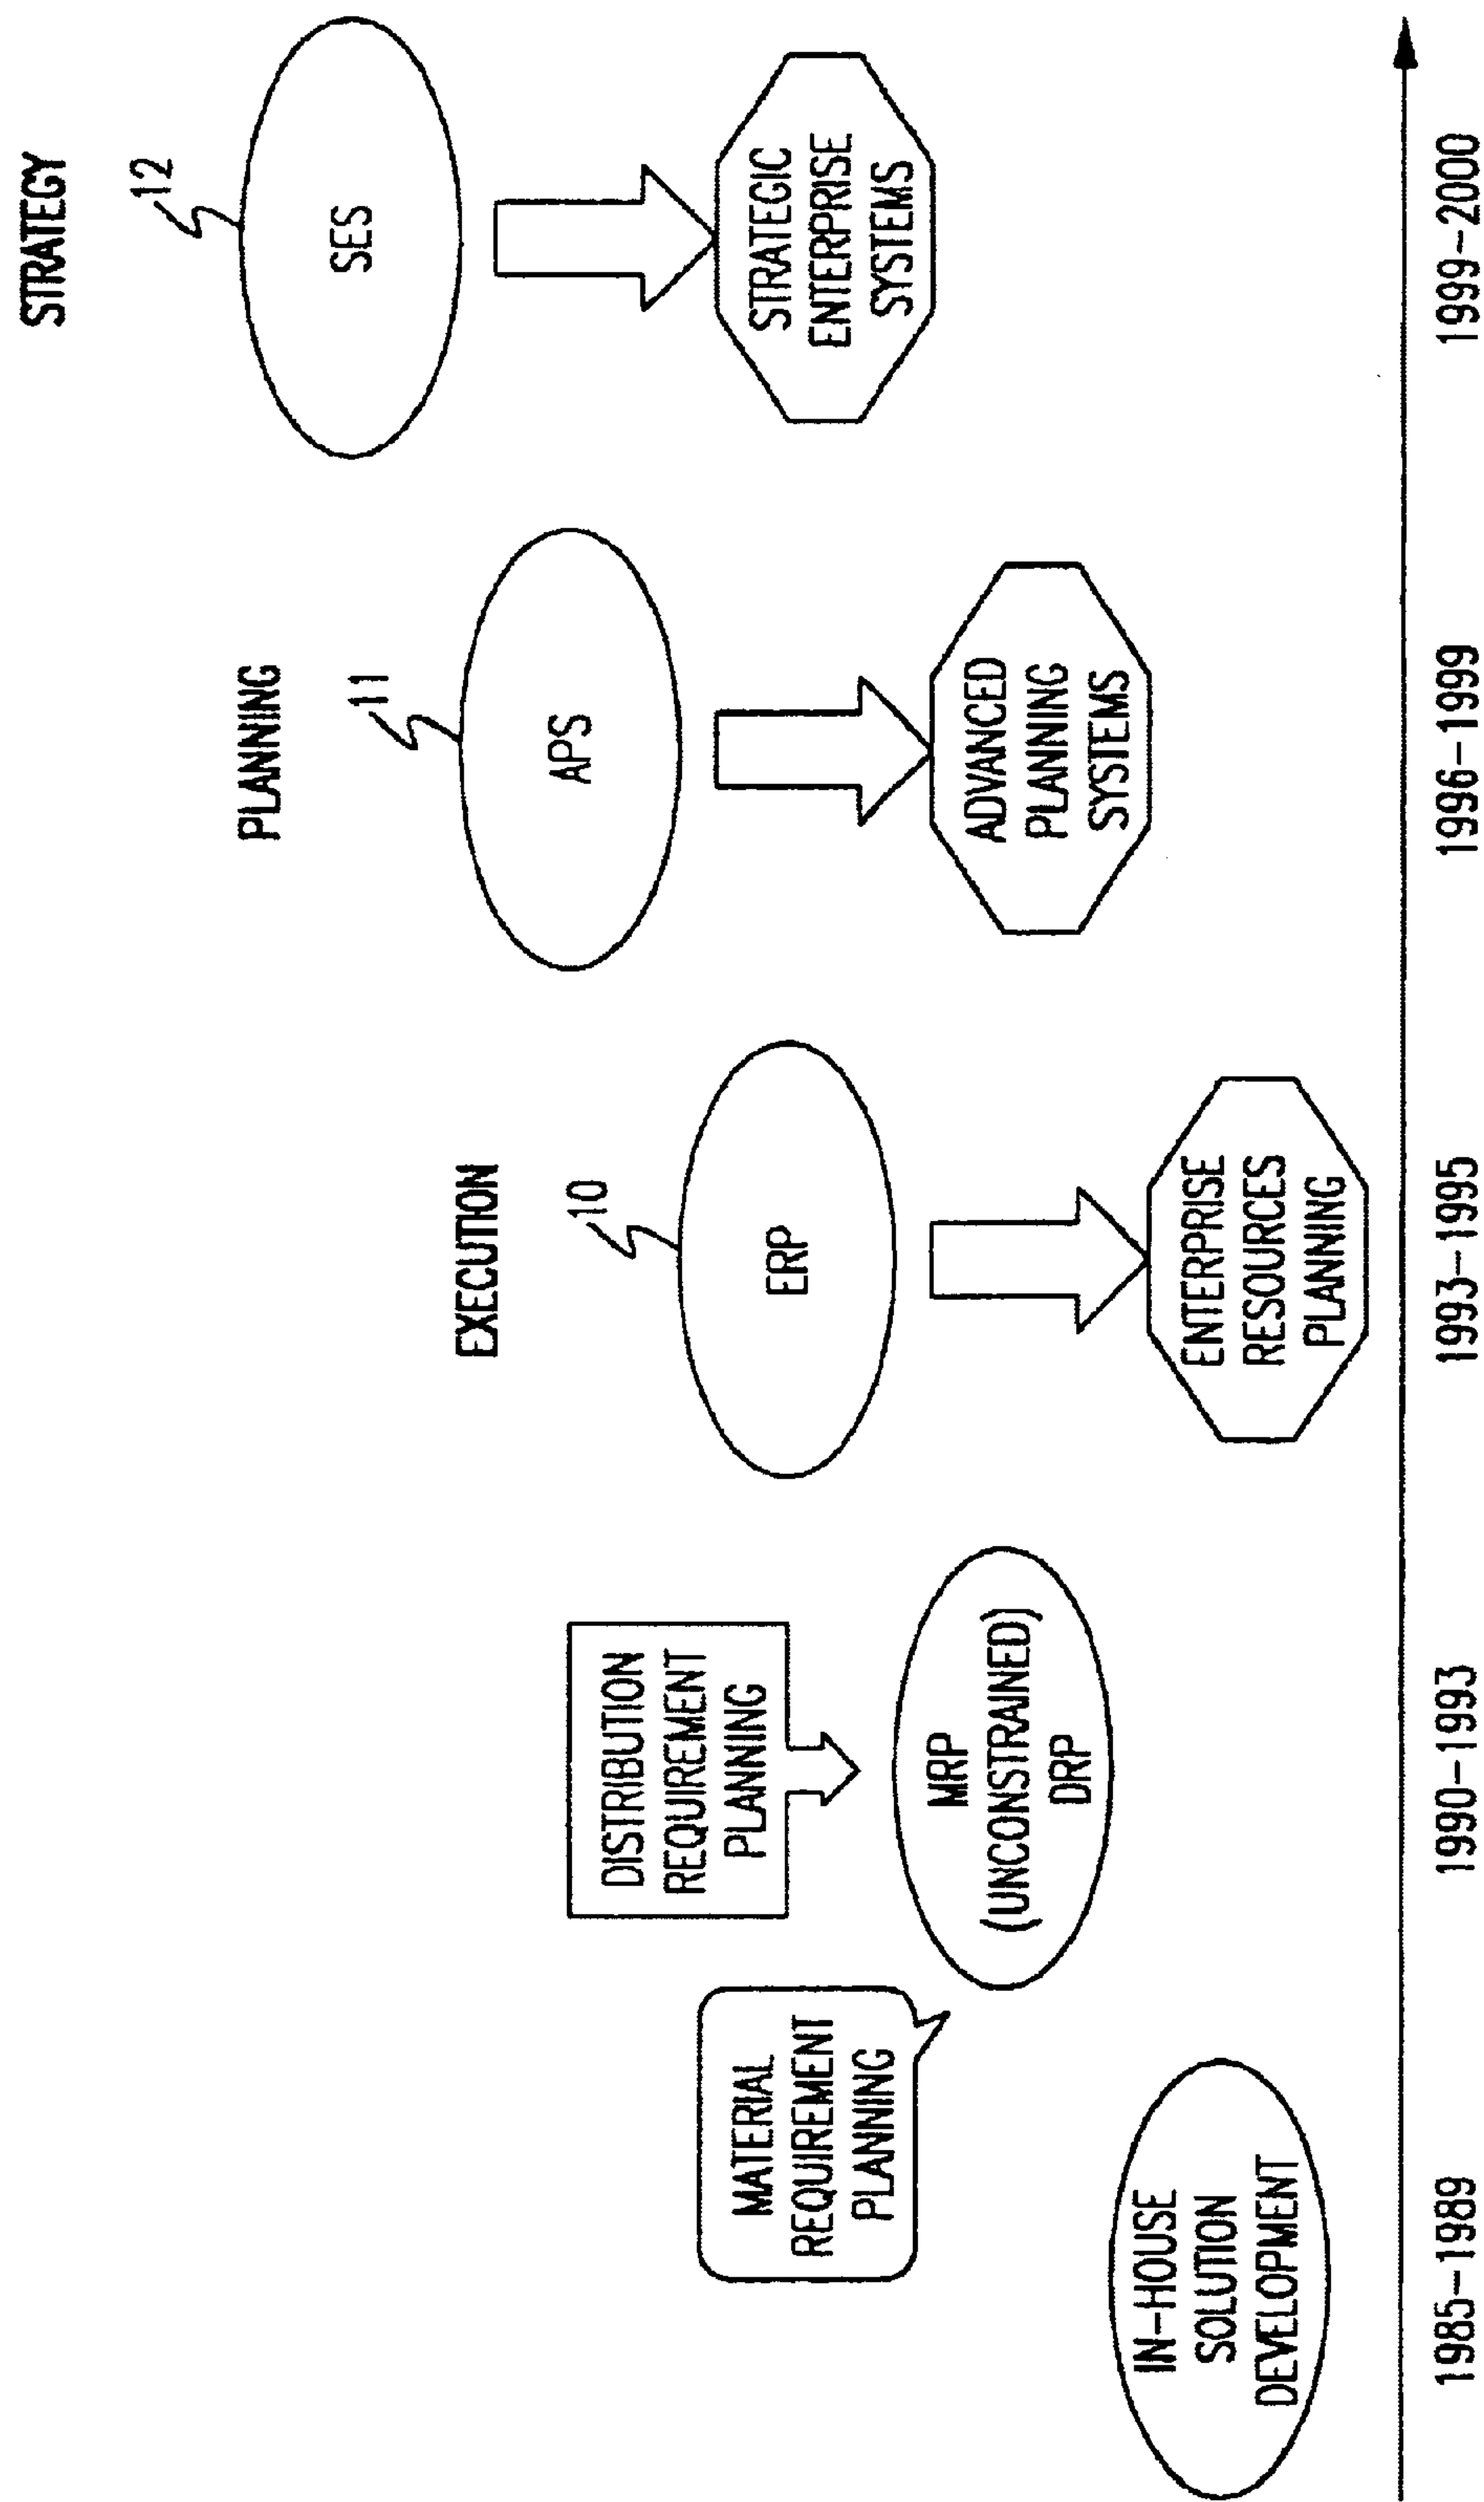 STRATEGY
12
SES
STRATEGIC
ENTERPRISE
SYSTEMS
PLANNING
11
APS
ADVANCED
PLANNING
SYSTEMS
EXECUTION
10
ERP
ENTERPRISE
RESOURCES
PLANNING
DISTRIBUTION
REQUIREMENT
PLANNING
MRP
(UNCONSTRAINED)
DRP
MATERIAL
REQUIREMENT
PLANNING
IN-HOUSE
SOLUTION
DEVELOPMENT
1985-1989
1990-1993
1993-1995
1996-1999
1999-2000